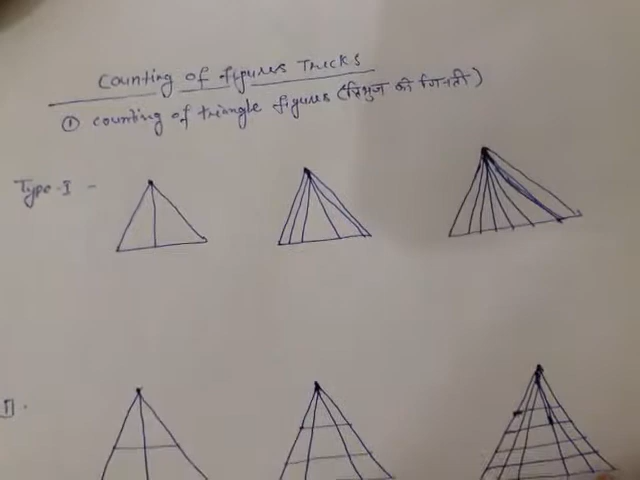 Counting of figures Tricks
① counting of triangle figures (त्रिभुज की गिनती)
Type-I -